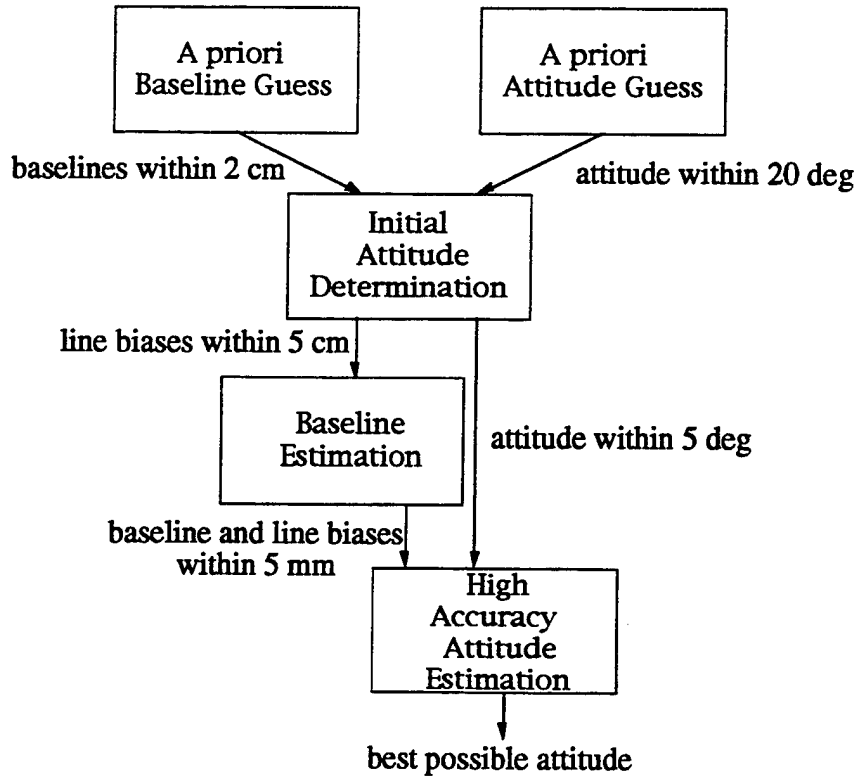 A priori
Baseline Guess
A priori
Attitude Guess
baselines within 2 cm
attitude within 20 deg
Initial
Attitude
Determination
line biases within 5 cm
Baseline
Estimation
attitude within 5 deg
baseline and line biases
within 5 mm
High
Accuracy
Attitude
Estimation
best possible attitude